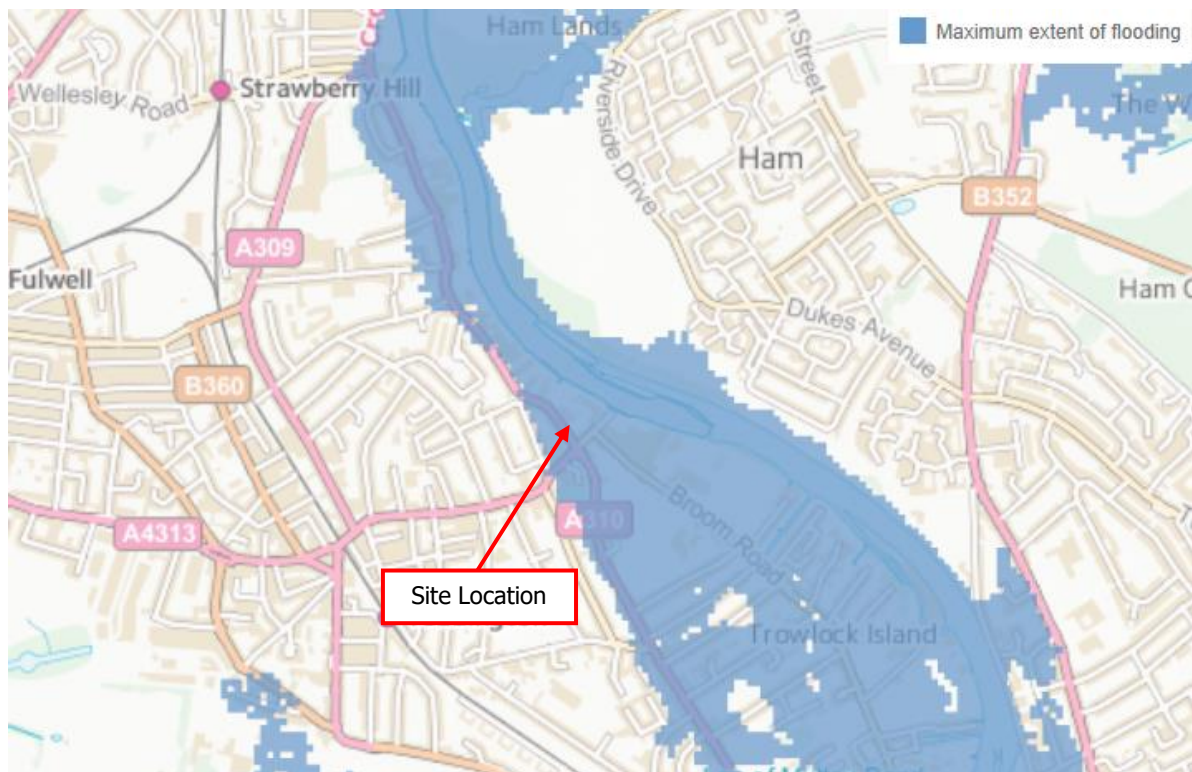 Ham Lands
Maximum extent of flooding
Street
Wellesley Road
Strawberry Hill
Riverside Drive
The W
Ham
B352
A309
Fulwell
Ham C
Dukes Avenue
B360
A310
Broom Road
A4313
Site Location
Trowlock Island